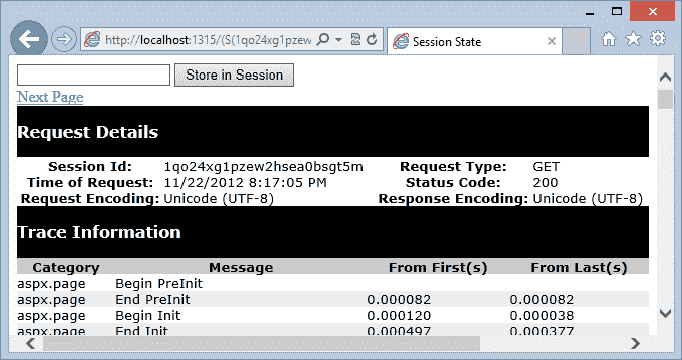 http://localhost:1315/(S(1qo24xg1pzew
Session State
Store in Session
Next Page
Request Details
Session Id: 1qo24xg1pzew2hsea0bsgt5m Request Type: GET
Time of Request: 11/22/2012 8:17:05 PM Status Code: 200
Request Encoding: Unicode (UTF-8) Response Encoding: Unicode (UTF-8)
Trace Information
Category Message From First(s) From Last(s)
aspx.page Begin PreInit
aspx.page End PreInit 0.000082 0.000082
aspx.page Begin Init 0.000120 0.000038
aspx.page End Init 0.000497 0.000377